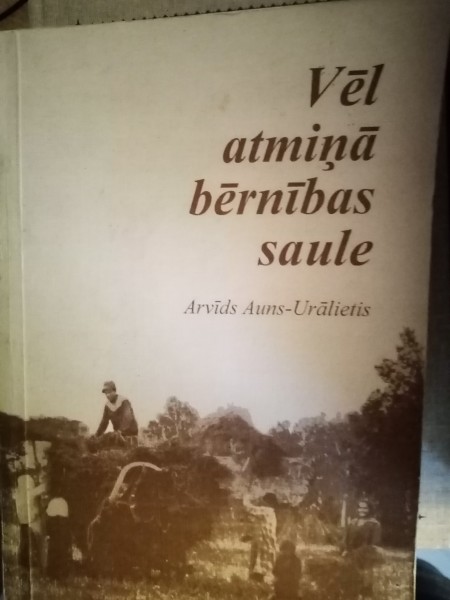 Vēl
atmiņā
bērnības
saule
Arvīds Auns-Urālietis